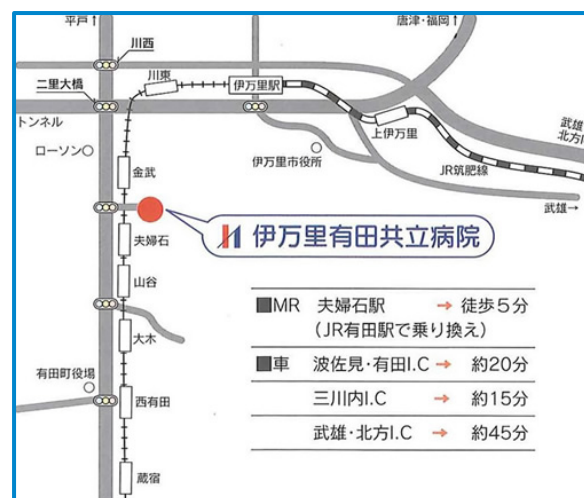 平戸↑
唐津・福岡↑
川西
二里大橋
川東
伊万里駅
トンネル
上伊万里
武雄
ローソン
伊万里市役所
JR筑肥線
金武
武雄→
伊万里有田共立病院
夫婦石
山谷
■MR 夫婦石駅 → 徒歩5分
(JR有田駅で乗り換え)
大木
■車 波佐見・有田I.C → 約20分
有田町役場
三川内I.C → 約15分
西有田
武雄・北方I.C → 約45分
蔵宿